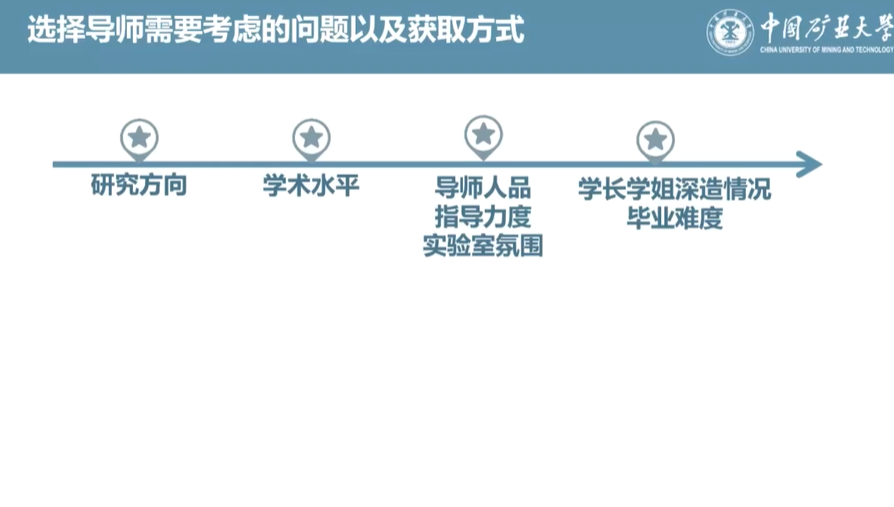 选择导师需要考虑的问题以及获取方式
中国矿业大学
CHINA UNIVERSITY OF MINING AND TECHNOLOGY
研究方向
学术水平
导师人品
指导力度
实验室氛围
学长学姐深造情况
毕业难度